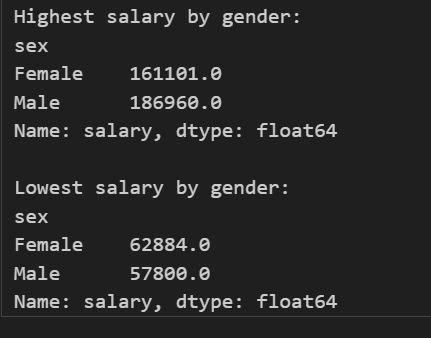 Highest salary by gender:
sex
Female    161101.0
Male      186960.0
Name: salary, dtype: float64

Lowest salary by gender:
sex
Female    62884.0
Male      57800.0
Name: salary, dtype: float64